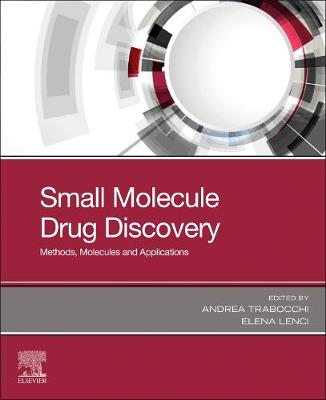 Small Molecule
Drug Discovery
Methods, Molecules and Applications
EDITED BY
ANDREA TRABOCCHI
ELENA LENCI
ELSEVIER